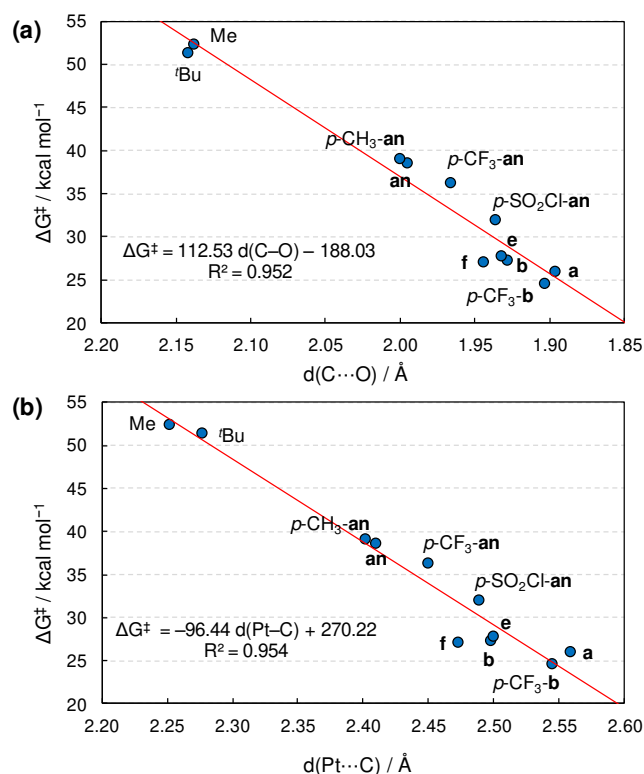 (a)
55
50
45
40
35
30
25
20
ΔG‡ / kcal mol⁻¹
Me
ᵗBu
p-CH₃-an
an
p-CF₃-an
p-SO₂Cl-an
e
f
b
a
p-CF₃-b
ΔG‡ = 112.53 d(C–O) – 188.03
R² = 0.952
2.20 2.15 2.10 2.05 2.00 1.95 1.90 1.85
d(C···O) / Å
(b)
55
50
45
40
35
30
25
20
ΔG‡ / kcal mol⁻¹
Me
ᵗBu
p-CH₃-an
an
p-CF₃-an
p-SO₂Cl-an
e
f
b
a
p-CF₃-b
ΔG‡ = –96.44 d(Pt–C) + 270.22
R² = 0.954
2.20 2.25 2.30 2.35 2.40 2.45 2.50 2.55 2.60
d(Pt···C) / Å